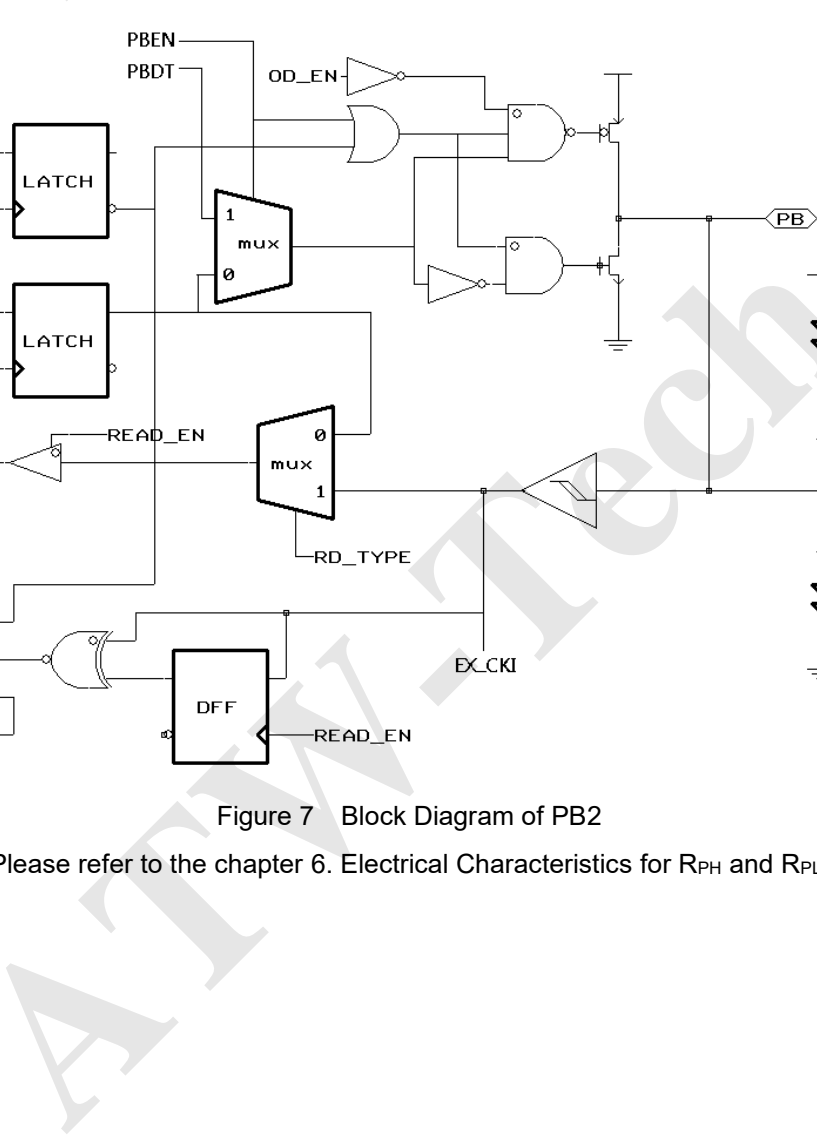 PBEN
PBDT
OD_EN
LATCH
1
mux
0
PB
LATCH
READ_EN
0
mux
1
RD_TYPE
EX_CKI
DFF
READ_EN
Figure 7 Block Diagram of PB2
Please refer to the chapter 6. Electrical Characteristics for RPH and RPL
ATW-Tech